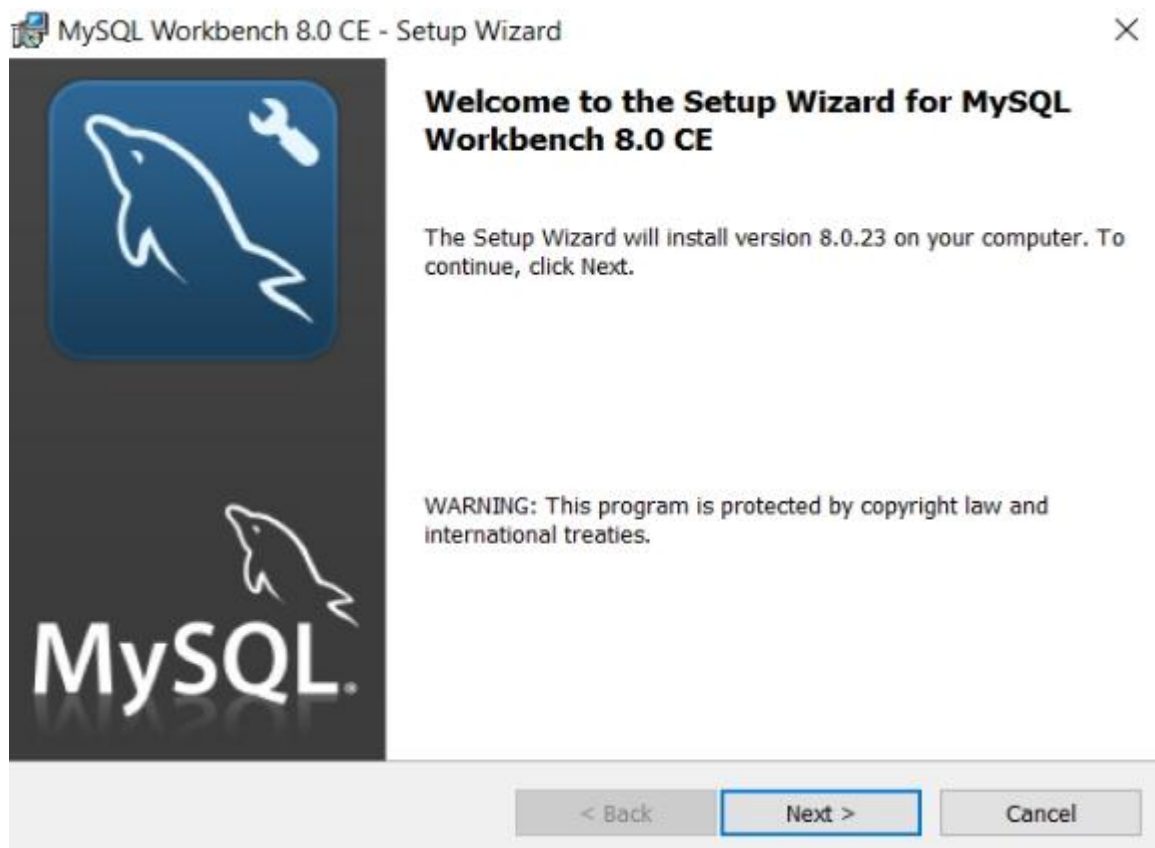 MySQL Workbench 8.0 CE - Setup Wizard
Welcome to the Setup Wizard for MySQL
Workbench 8.0 CE
The Setup Wizard will install version 8.0.23 on your computer. To
continue, click Next.
WARNING: This program is protected by copyright law and
international treaties.
MySQL®
< Back
Next >
Cancel